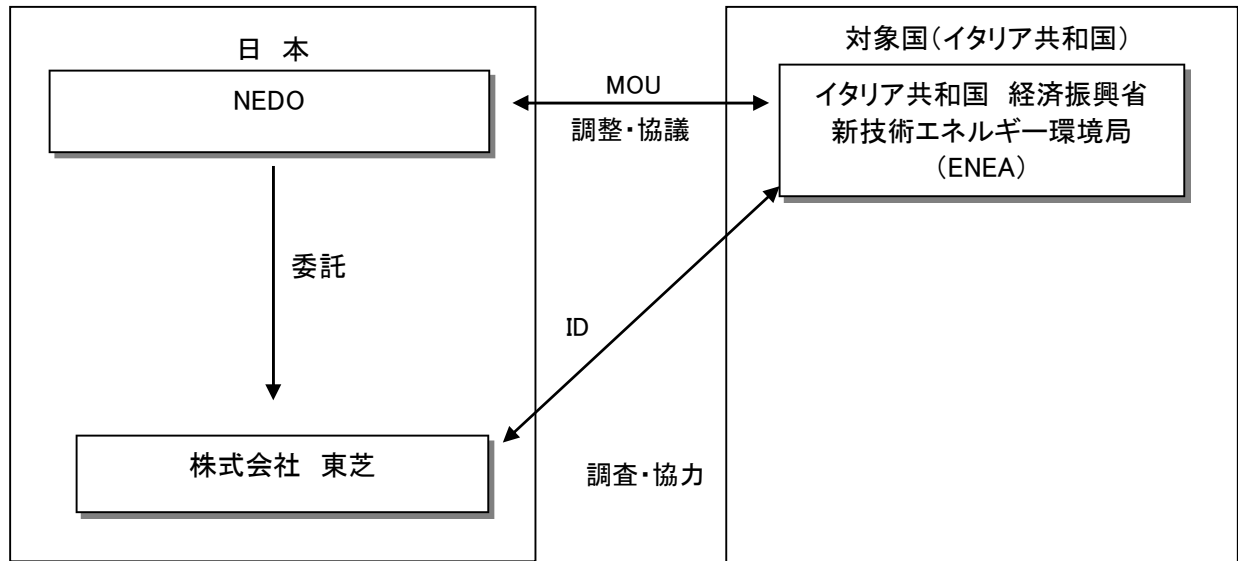 日 本
NEDO
委託
株式会社 東芝
MOU
調整・協議
ID
調査・協力
対象国(イタリア共和国)
イタリア共和国 経済振興省
新技術エネルギー環境局
(ENEA)